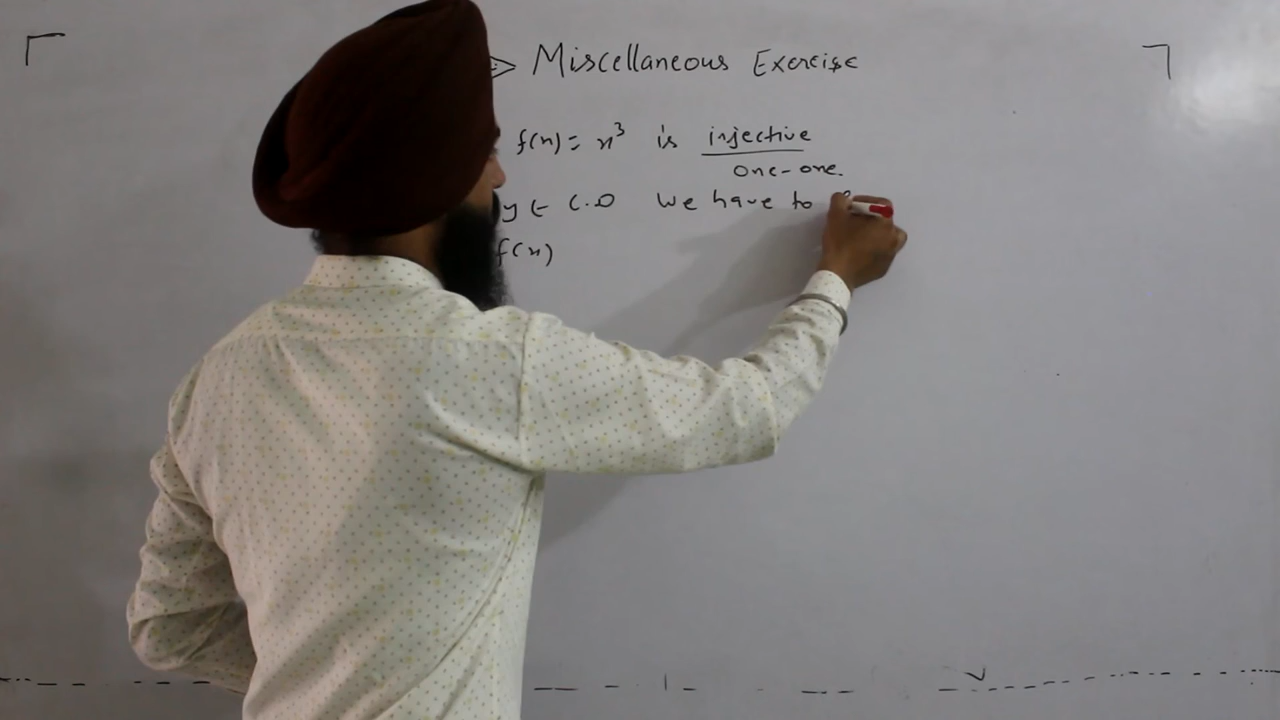 Miscellaneous Exercise
f(x) = x³ is injective
one-one.
y ∈ C.D We have to
f(x)